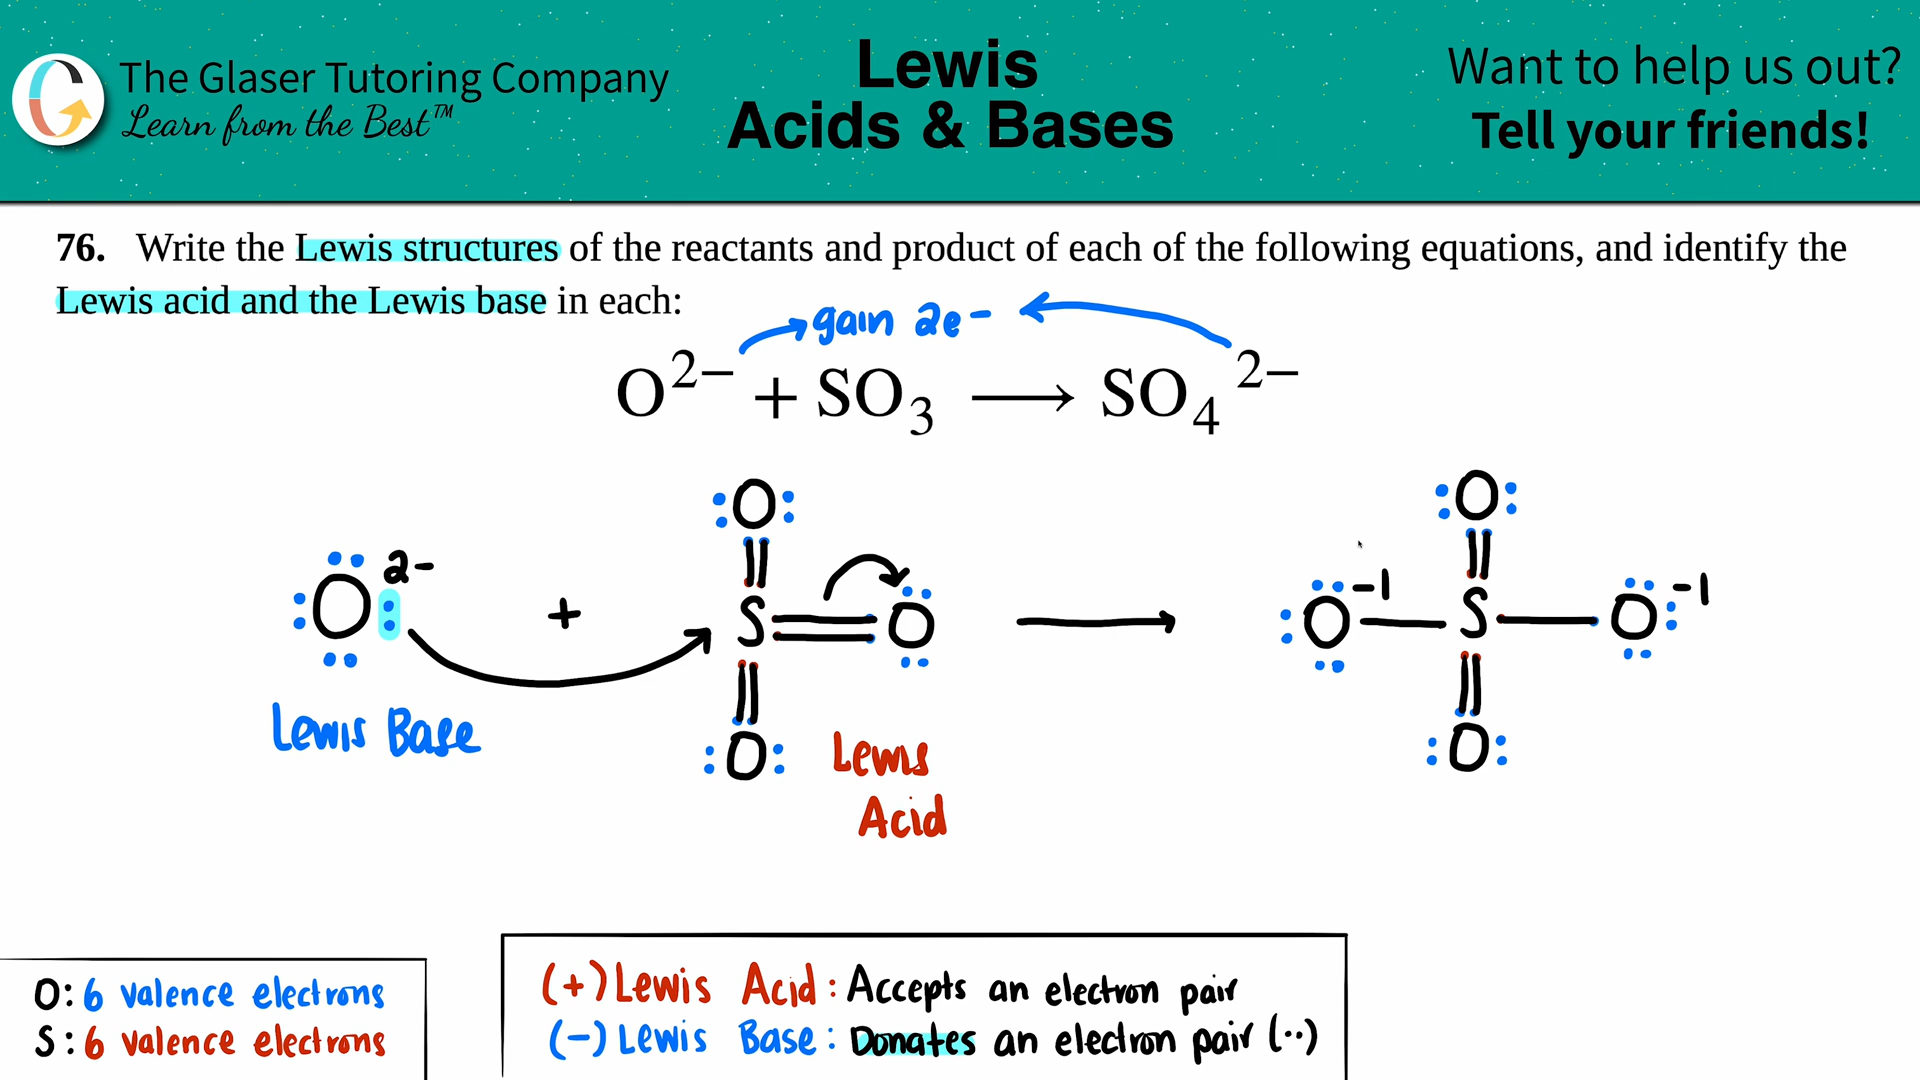 The Glaser Tutoring Company
Learn from the Best™
Lewis
Acids & Bases
Want to help us out?
Tell your friends!
76. Write the Lewis structures of the reactants and product of each of the following equations, and identify the
Lewis acid and the Lewis base in each:
gain 2e-
O²⁻ + SO₃ ⟶ SO₄²⁻
O O
O 2- + S O O -1 S O -1
O O
Lewis Base
Lewis
Acid
O: 6 valence electrons
S: 6 valence electrons
(+) Lewis Acid: Accepts an electron pair
(-) Lewis Base: Donates an electron pair (··)